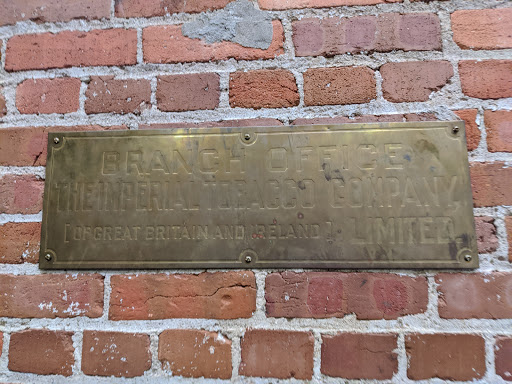 BRANCH OFFICE
THE IMPERIAL TOBACCO COMPANY,
[OF GREAT BRITAIN AND IRELAND], LIMITED.